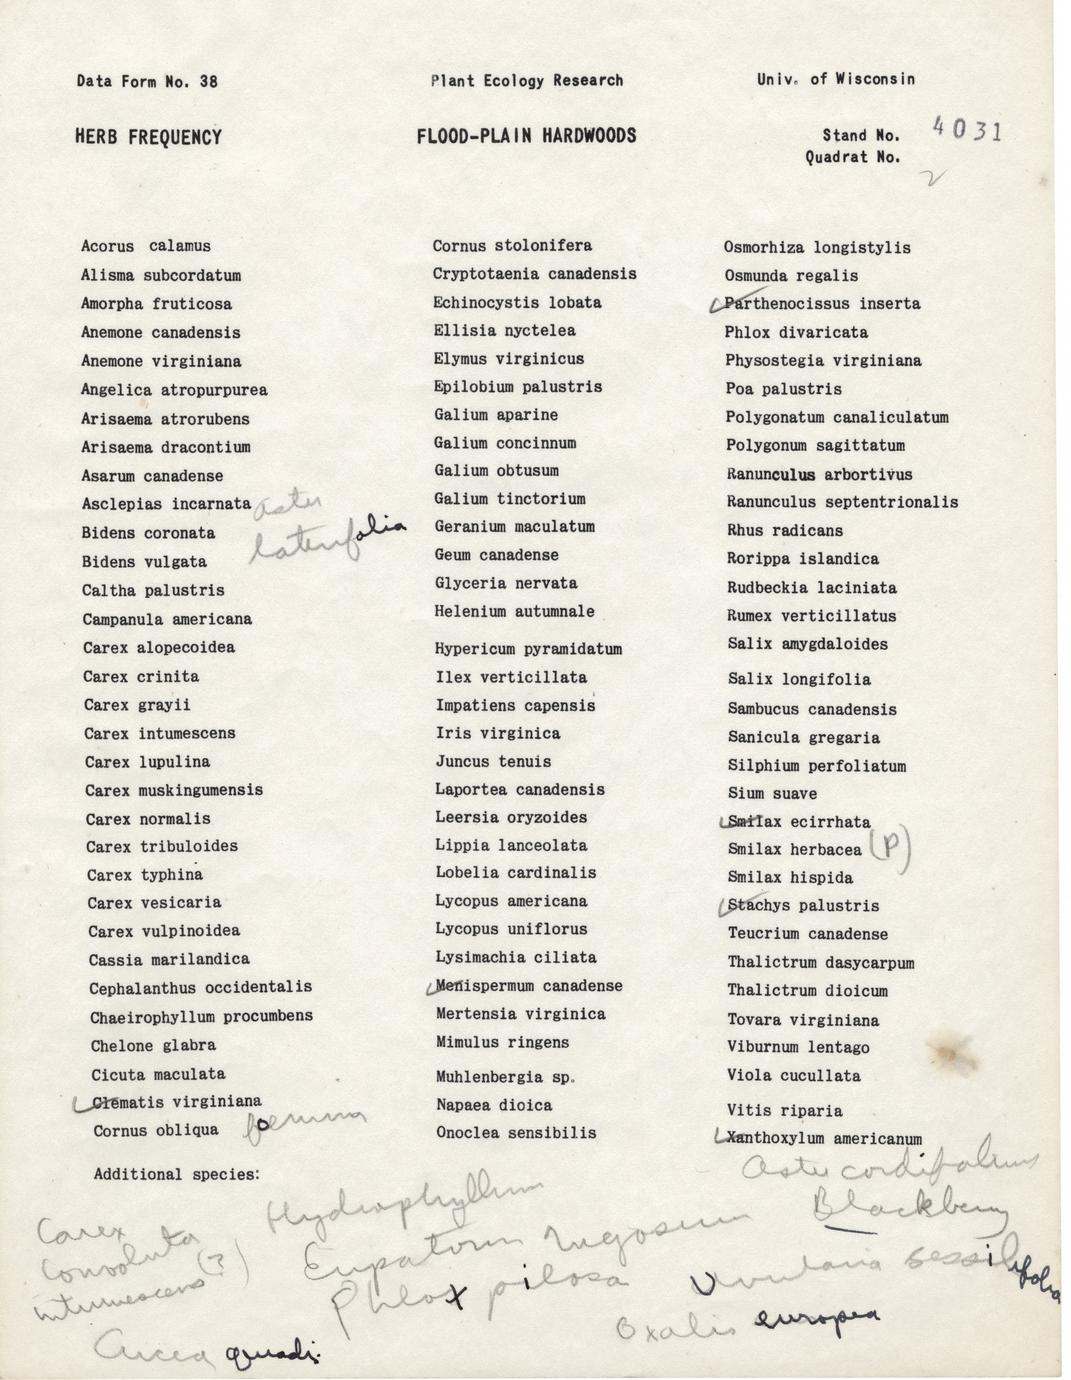 Data Form No. 38
Plant Ecology Research
Univ. of Wisconsin
HERB FREQUENCY
FLOOD-PLAIN HARDWOODS
Stand No. 4031
Quadrat No. 2
Acorus calamus
Alisma subcordatum
Amorpha fruticosa
Anemone canadensis
Anemone virginiana
Angelica atropurpurea
Arisaema atrorubens
Arisaema dracontium
Asarum canadense
Asclepias incarnata
Aster
Bidens coronata
laterifolia
Bidens vulgata
Caltha palustris
Campanula americana
Carex alopecoidea
Carex crinita
Carex grayii
Carex intumescens
Carex lupulina
Carex muskingumensis
Carex normalis
Carex tribuloides
Carex typhina
Carex vesicaria
Carex vulpinoidea
Cassia marilandica
Cephalanthus occidentalis
Chaeirophyllum procumbens
Chelone glabra
Cicuta maculata
Clematis virginiana
Cornus obliqua
Cornus stolonifera
Cryptotaenia canadensis
Echinocystis lobata
Ellisia nyctelea
Elymus virginicus
Epilobium palustris
Galium aparine
Galium concinnum
Galium obtusum
Galium tinctorium
Geranium maculatum
Geum canadense
Glyceria nervata
Helenium autumnale
Hypericum pyramidatum
Ilex verticillata
Impatiens capensis
Iris virginica
Juncus tenuis
Laportea canadensis
Leersia oryzoides
Lippia lanceolata
Lobelia cardinalis
Lycopus americana
Lycopus uniflorus
Lysimachia ciliata
Menispermum canadense
Mertensia virginica
Mimulus ringens
Muhlenbergia sp.
Napaea dioica
Onoclea sensibilis
Osmorhiza longistylis
Osmunda regalis
Parthenocissus inserta
Phlox divaricata
Physostegia virginiana
Poa palustris
Polygonatum canaliculatum
Polygonum sagittatum
Ranunculus arbortivus
Ranunculus septentrionalis
Rhus radicans
Rorippa islandica
Rudbeckia laciniata
Rumex verticillatus
Salix amygdaloides
Salix longifolia
Sambucus canadensis
Sanicula gregaria
Silphium perfoliatum
Sium suave
Smilax ecirrhata
Smilax herbacea (P)
Smilax hispida
Stachys palustris
Teucrium canadense
Thalictrum dasycarpum
Thalictrum dioicum
Tovara virginiana
Viburnum lentago
Viola cucullata
Vitis riparia
Xanthoxylum americanum
Additional species:
Aster cordifolius
Hydrophyllum
Blackberry
Carex
convoluta (?)
intumescens
Eupatorium rugosum
Uvularia sessilifolia
Phlox pilosa
Oxalis europea
Circea quadi.